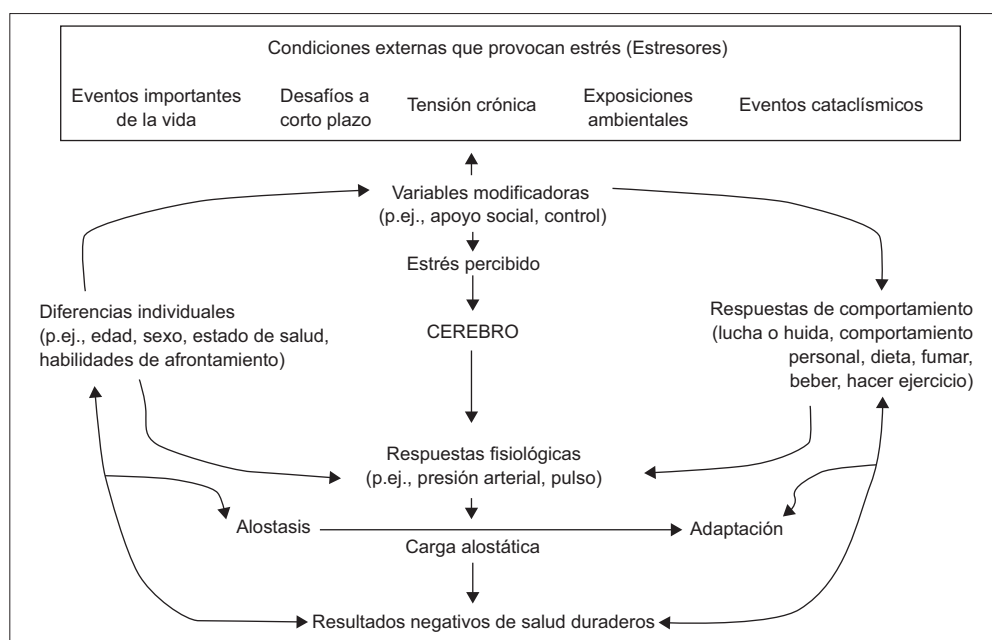 Condiciones externas que provocan estrés (Estresores)
Eventos importantes
de la vida
Desafíos a
corto plazo
Tensión crónica
Exposiciones
ambientales
Eventos cataclísmicos
Variables modificadoras
(p.ej., apoyo social, control)
Estrés percibido
Diferencias individuales
(p.ej., edad, sexo, estado de salud,
habilidades de afrontamiento)
CEREBRO
Respuestas de comportamiento
(lucha o huida, comportamiento
personal, dieta, fumar,
beber, hacer ejercicio)
Respuestas fisiológicas
(p.ej., presión arterial, pulso)
Alostasis
Adaptación
Carga alostática
Resultados negativos de salud duraderos